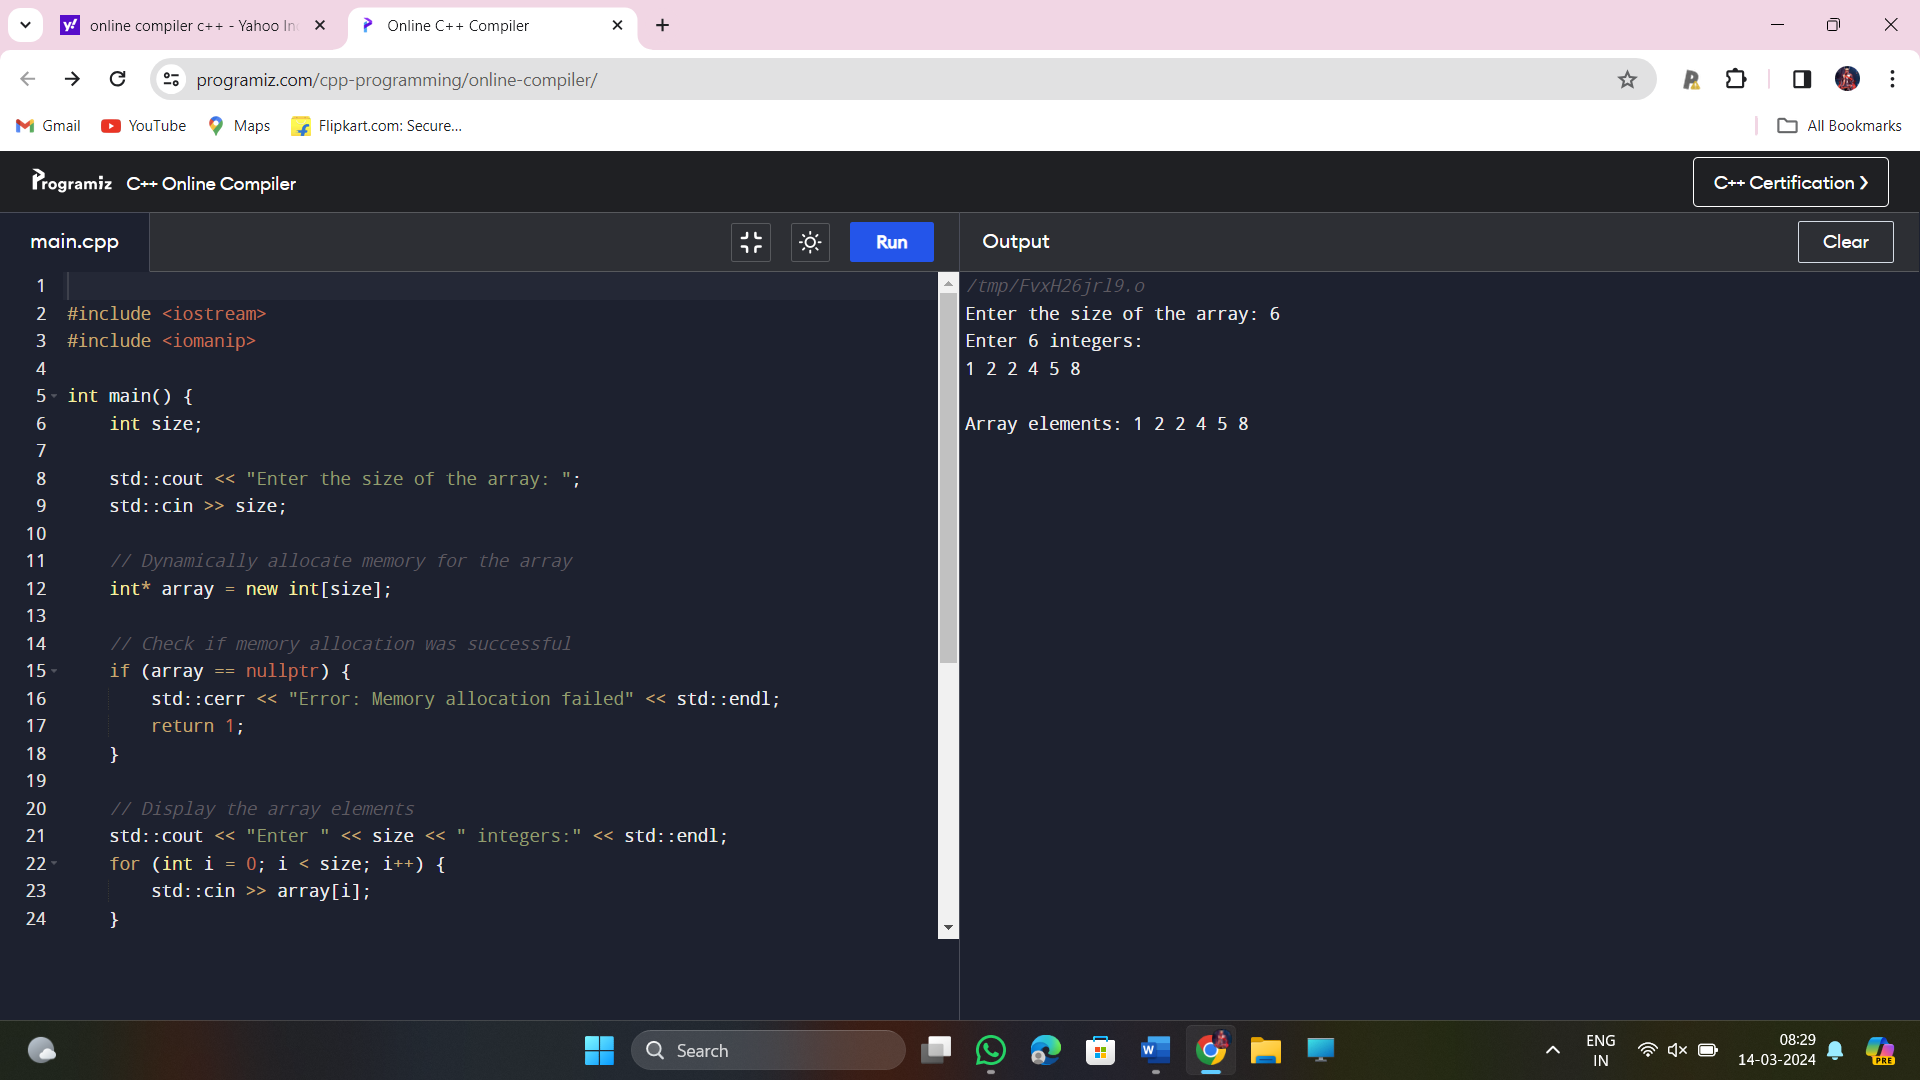 online compiler c++ - Yahoo In
Online C++ Compiler
programiz.com/cpp-programming/online-compiler/
Gmail
YouTube
Maps
Flipkart.com: Secure...
All Bookmarks
Programiz C++ Online Compiler
C++ Certification ❯
main.cpp
Run
Output
Clear
1
2 #include <iostream>
3 #include <iomanip>
4
5 int main() {
6     int size;
7
8     std::cout << "Enter the size of the array: ";
9     std::cin >> size;
10
11     // Dynamically allocate memory for the array
12     int* array = new int[size];
13
14     // Check if memory allocation was successful
15     if (array == nullptr) {
16         std::cerr << "Error: Memory allocation failed" << std::endl;
17         return 1;
18     }
19
20     // Display the array elements
21     std::cout << "Enter " << size << " integers:" << std::endl;
22     for (int i = 0; i < size; i++) {
23         std::cin >> array[i];
24     }
/tmp/FvxH26jrl9.o
Enter the size of the array: 6
Enter 6 integers:
1 2 2 4 5 8
Array elements: 1 2 2 4 5 8
Search
ENG
IN
08:29
14-03-2024
PRE